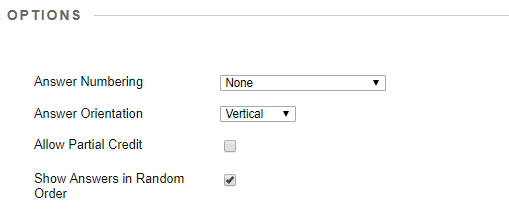 OPTIONS
Answer Numbering None
Answer Orientation Vertical
Allow Partial Credit
Show Answers in Random
Order